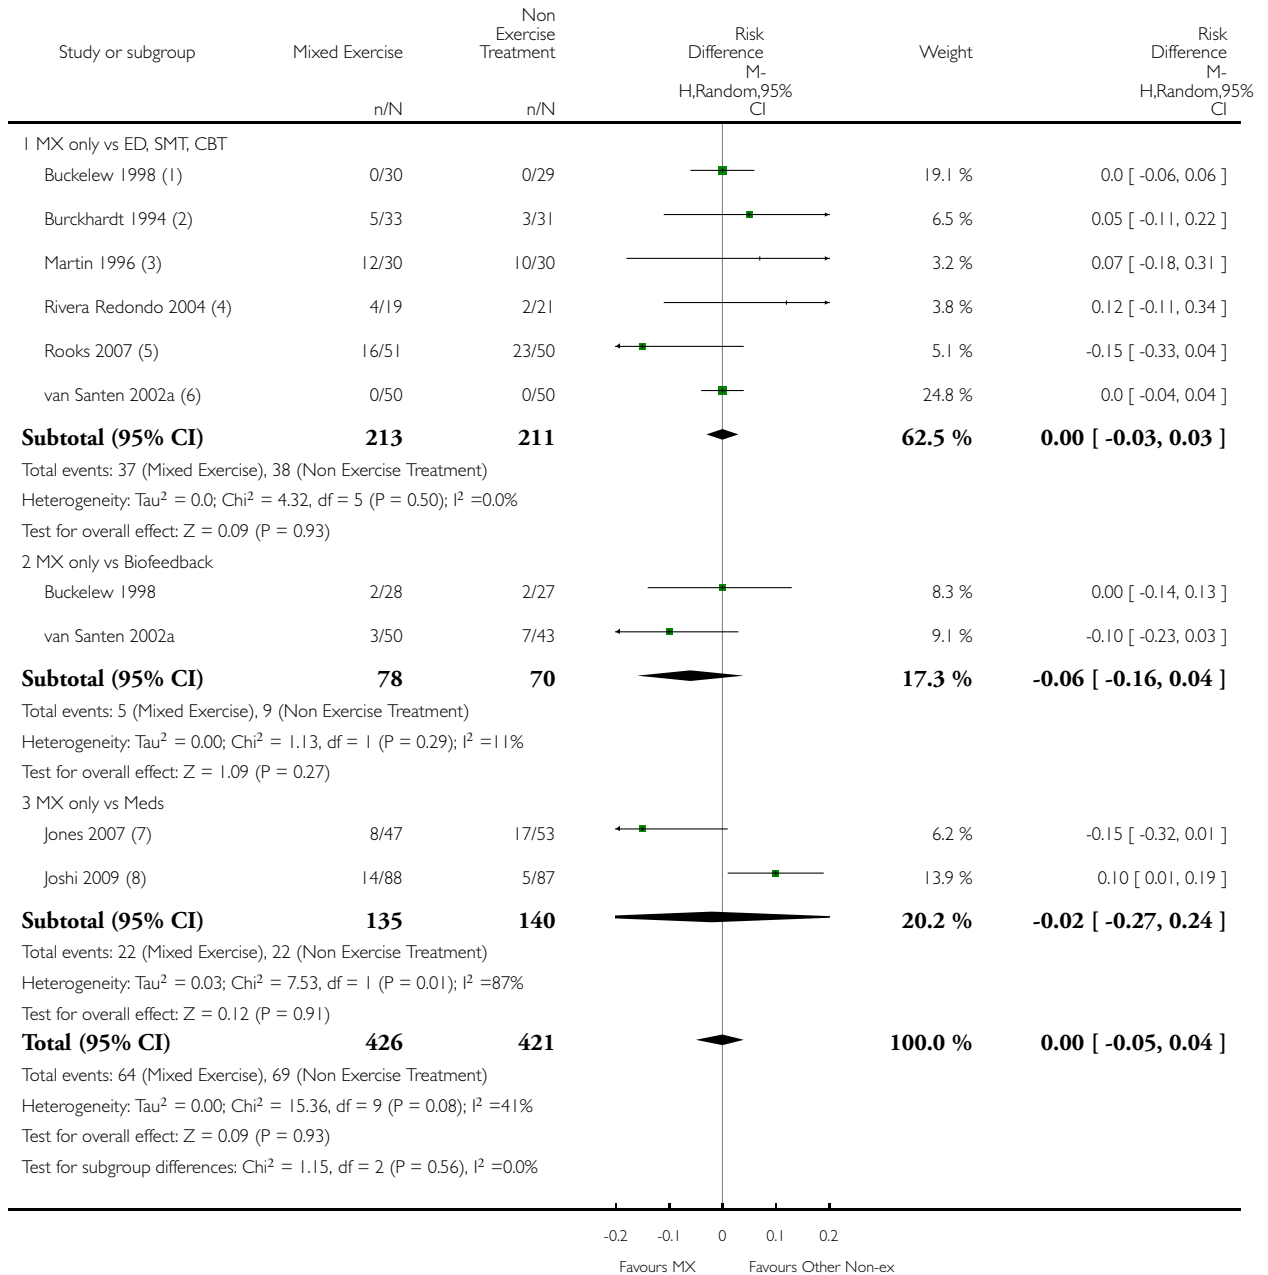 Study or subgroup Mixed Exercise Non Exercise Treatment Risk Difference Weight Risk Difference
n/N n/N M-H,Random,95% CI M-H,Random,95% CI
1 MX only vs ED, SMT, CBT
Buckelew 1998 (1) 0/30 0/29 19.1 % 0.0 [ -0.06, 0.06 ]
Burckhardt 1994 (2) 5/33 3/31 6.5 % 0.05 [ -0.11, 0.22 ]
Martin 1996 (3) 12/30 10/30 3.2 % 0.07 [ -0.18, 0.31 ]
Rivera Redondo 2004 (4) 4/19 2/21 3.8 % 0.12 [ -0.11, 0.34 ]
Rooks 2007 (5) 16/51 23/50 5.1 % -0.15 [ -0.33, 0.04 ]
van Santen 2002a (6) 0/50 0/50 24.8 % 0.0 [ -0.04, 0.04 ]
Subtotal (95% CI) 213 211 62.5 % 0.00 [ -0.03, 0.03 ]
Total events: 37 (Mixed Exercise), 38 (Non Exercise Treatment)
Heterogeneity: Tau² = 0.0; Chi² = 4.32, df = 5 (P = 0.50); I² =0.0%
Test for overall effect: Z = 0.09 (P = 0.93)
2 MX only vs Biofeedback
Buckelew 1998 2/28 2/27 8.3 % 0.00 [ -0.14, 0.13 ]
van Santen 2002a 3/50 7/43 9.1 % -0.10 [ -0.23, 0.03 ]
Subtotal (95% CI) 78 70 17.3 % -0.06 [ -0.16, 0.04 ]
Total events: 5 (Mixed Exercise), 9 (Non Exercise Treatment)
Heterogeneity: Tau² = 0.00; Chi² = 1.13, df = 1 (P = 0.29); I² =11%
Test for overall effect: Z = 1.09 (P = 0.27)
3 MX only vs Meds
Jones 2007 (7) 8/47 17/53 6.2 % -0.15 [ -0.32, 0.01 ]
Joshi 2009 (8) 14/88 5/87 13.9 % 0.10 [ 0.01, 0.19 ]
Subtotal (95% CI) 135 140 20.2 % -0.02 [ -0.27, 0.24 ]
Total events: 22 (Mixed Exercise), 22 (Non Exercise Treatment)
Heterogeneity: Tau² = 0.03; Chi² = 7.53, df = 1 (P = 0.01); I² =87%
Test for overall effect: Z = 0.12 (P = 0.91)
Total (95% CI) 426 421 100.0 % 0.00 [ -0.05, 0.04 ]
Total events: 64 (Mixed Exercise), 69 (Non Exercise Treatment)
Heterogeneity: Tau² = 0.00; Chi² = 15.36, df = 9 (P = 0.08); I² =41%
Test for overall effect: Z = 0.09 (P = 0.93)
Test for subgroup differences: Chi² = 1.15, df = 2 (P = 0.56), I² =0.0%
-0.2 -0.1 0 0.1 0.2
Favours MX Favours Other Non-ex